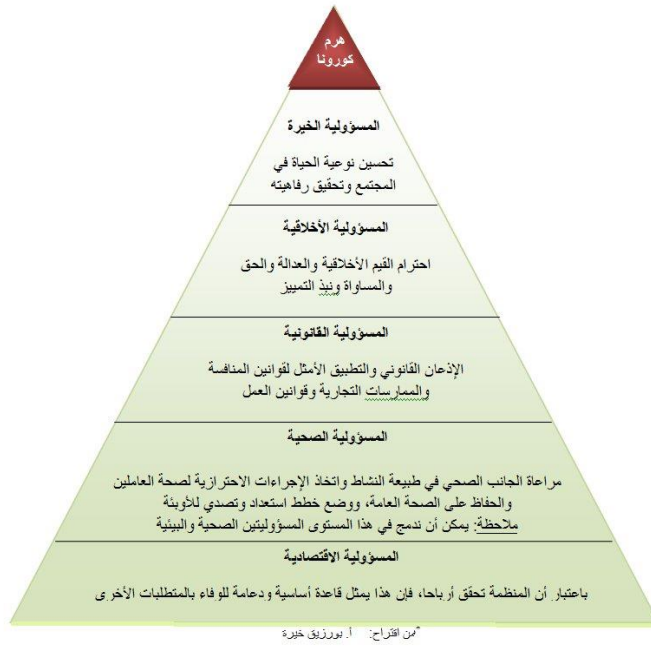 هرم
كورونا
المسؤولية الخيرة
تحسين نوعية الحياة في
المجتمع وتحقيق رفاهيته
المسؤولية الأخلاقية
احترام القيم الأخلاقية والعدالة والحق
والمساواة ونبذ التمييز
المسؤولية القانونية
الإذعان القانوني والتطبيق الأمثل لقوانين المنافسة
والممارسات التجارية وقوانين العمل
المسؤولية الصحية
مراعاة الجانب الصحي في طبيعة النشاط واتخاذ الإجراءات الاحترازية لصحة العاملين
والحفاظ على الصحة العامة، ووضع خطط استعداد وتصدي للأوبئة
ملاحظة: يمكن أن ندمج في هذا المستوى المسؤوليتين الصحية والبيئية
المسؤولية الاقتصادية
باعتبار أن المنظمة تحقق أرباحا، فإن هذا يمثل قاعدة أساسية ودعامة للوفاء بالمتطلبات الأخرى
*من اقتراح: أ. بورزيق خيرة